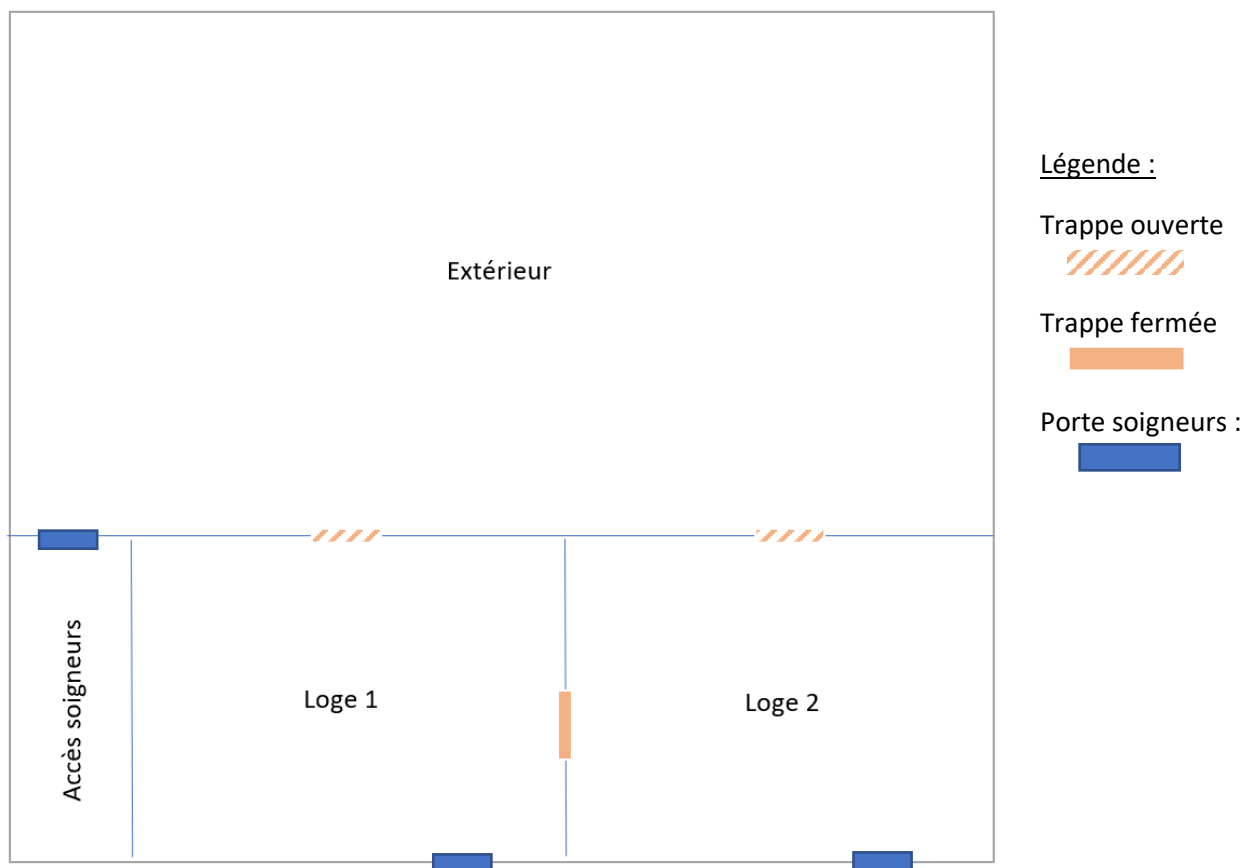 Extérieur
Légende :
Trappe ouverte
Trappe fermée
Porte soigneurs :
Accès soigneurs
Loge 1
Loge 2